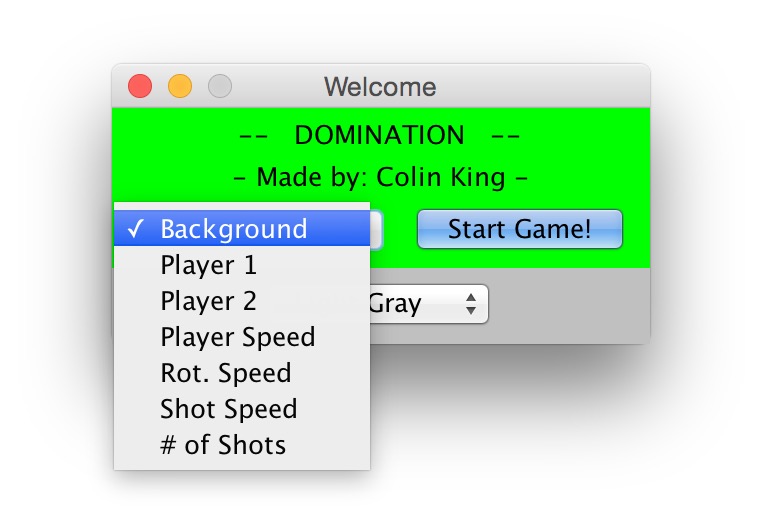 Welcome
-- DOMINATION --
- Made by: Colin King -
✓ Background
Start Game!
Player 1
Player 2
Gray
Player Speed
Rot. Speed
Shot Speed
# of Shots